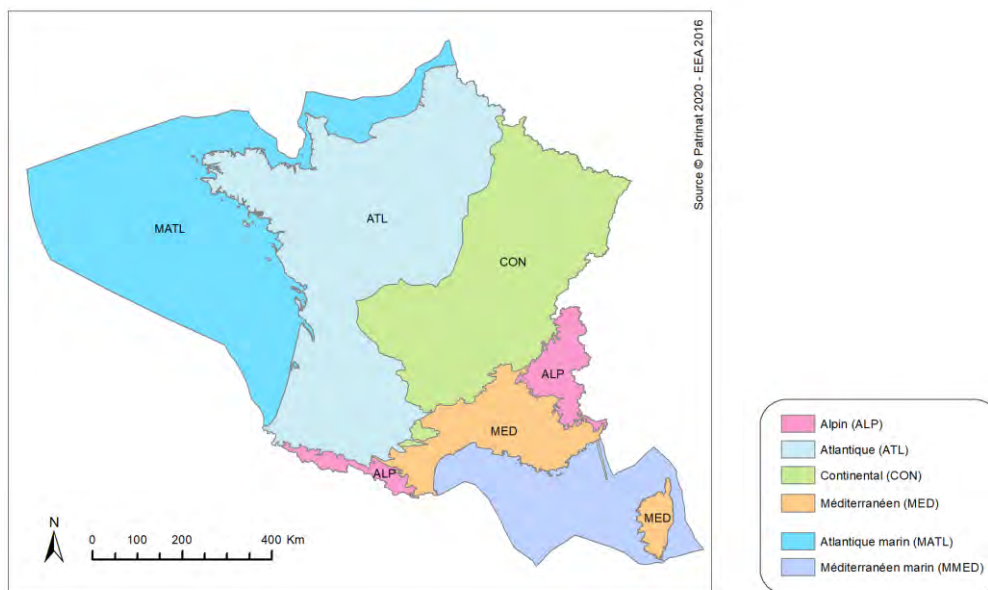 Source © Patrinat 2020 - EEA 2016
MATL
ATL
CON
ALP
MED
ALP
MED
N
0 100 200 400 Km
Alpin (ALP)
Atlantique (ATL)
Continental (CON)
Méditerranéen (MED)
Atlantique marin (MATL)
Méditerranéen marin (MMED)